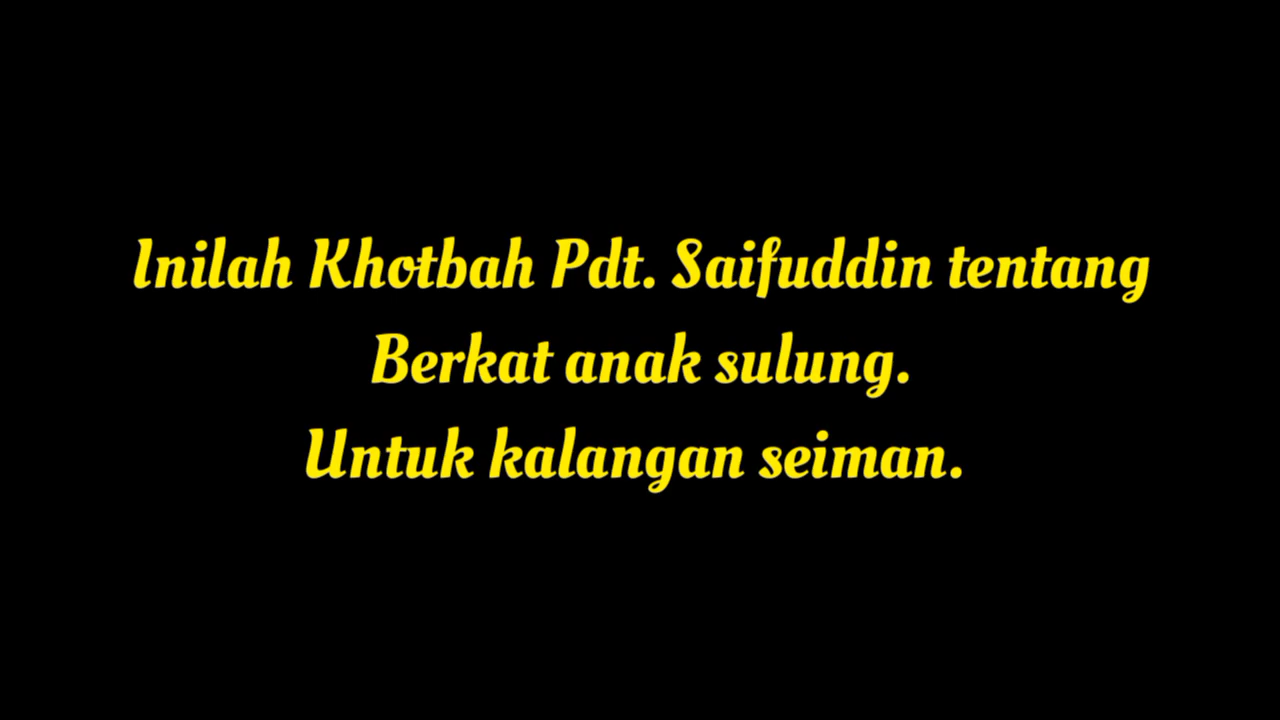 Inilah Khotbah Pdt. Saifuddin tentang
Berkat anak sulung.
Untuk kalangan seiman.